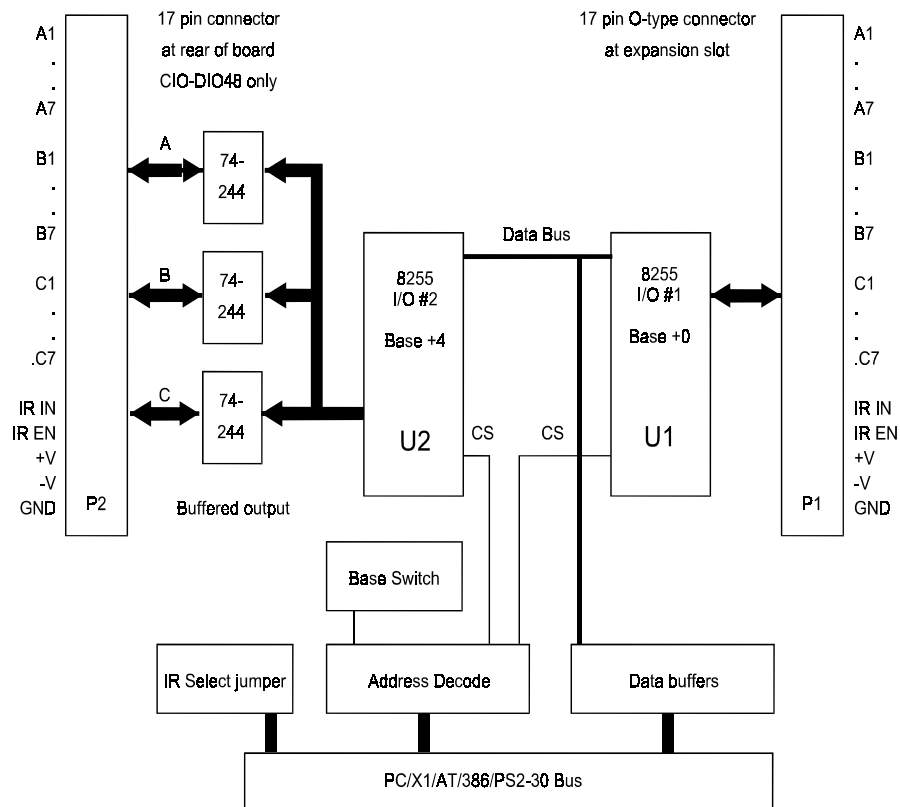 17 pin connector
at rear of board
CIO-DIO48 only
17 pin O-type connector
at expansion slot
A1
.
.
A7
B1
.
.
B7
C1
.
.
.C7
IR IN
IR EN
+V
-V
GND
P2
A
74-
244
B
74-
244
C
74-
244
Buffered output
8255
I/O #2
Base +4
U2
Data Bus
CS
CS
8255
I/O #1
Base +0
U1
P1
A1
.
.
A7
B1
.
.
B7
C1
.
.
.C7
IR IN
IR EN
+V
-V
GND
Base Switch
IR Select jumper
Address Decode
Data buffers
PC/X1/AT/386/PS2-30 Bus